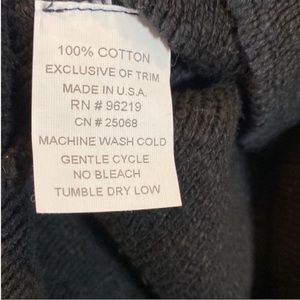 100% COTTON
EXCLUSIVE OF TRIM
MADE IN U.S.A.
RN # 96219
CN # 25068
MACHINE WASH COLD
GENTLE CYCLE
NO BLEACH
TUMBLE DRY LOW